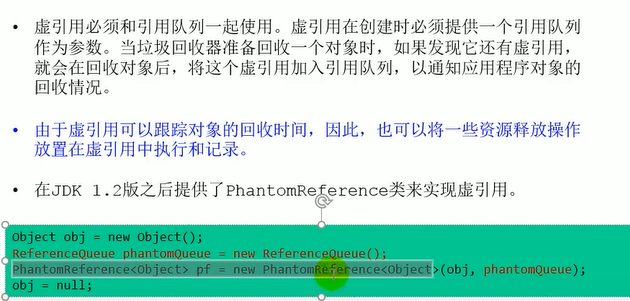 • 虚引用必须和引用队列一起使用。虚引用在创建时必须提供一个引用队列
作为参数。当垃圾回收器准备回收一个对象时，如果发现它还有虚引用，
就会在回收对象后，将这个虚引用加入引用队列，以通知应用程序对象的
回收情况。
• 由于虚引用可以跟踪对象的回收时间，因此，也可以将一些资源释放操作
放置在虚引用中执行和记录。
• 在JDK 1.2版之后提供了PhantomReference类来实现虚引用。
Object obj = new Object();
ReferenceQueue phantomQueue = new ReferenceQueue();
PhantomReference<Object> pf = new PhantomReference<Object>(obj, phantomQueue);
obj = null;